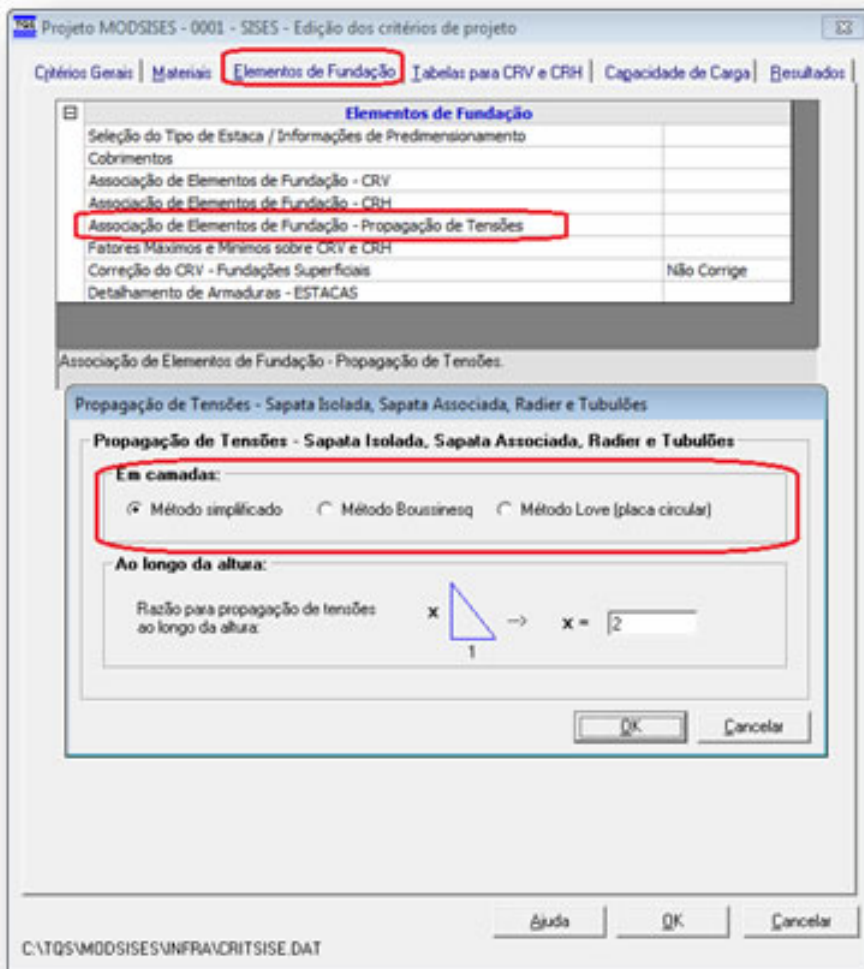 TQS Projeto MODSISES - 0001 - SISES - Edição dos critérios de projeto
Critérios Gerais | Materiais | Elementos de Fundação | Tabelas para CRV e CRH | Capacidade de Carga | Resultados
Elementos de Fundação
Seleção do Tipo de Estaca / Informações de Predimensionamento
Cobrimentos
Associação de Elementos de Fundação - CRV
Associação de Elementos de Fundação - CRH
Associação de Elementos de Fundação - Propagação de Tensões
Fatores Máximos e Mínimos sobre CRV e CRH
Correção do CRV - Fundações Superficiais Não Corrige
Detalhamento de Armaduras - ESTACAS
Associação de Elementos de Fundação - Propagação de Tensões.
Propagação de Tensões - Sapata Isolada, Sapata Associada, Radier e Tubulões
Propagação de Tensões - Sapata Isolada, Sapata Associada, Radier e Tubulões
Em camadas:
Método simplificado Método Boussinesq Método Love (placa circular)
Ao longo da altura:
Razão para propagação de tensões
ao longo da altura:
x
1
--> x = 2
OK Cancelar
Ajuda OK Cancelar
C:\TQS\MODSISES\INFRA\CRITSISE.DAT